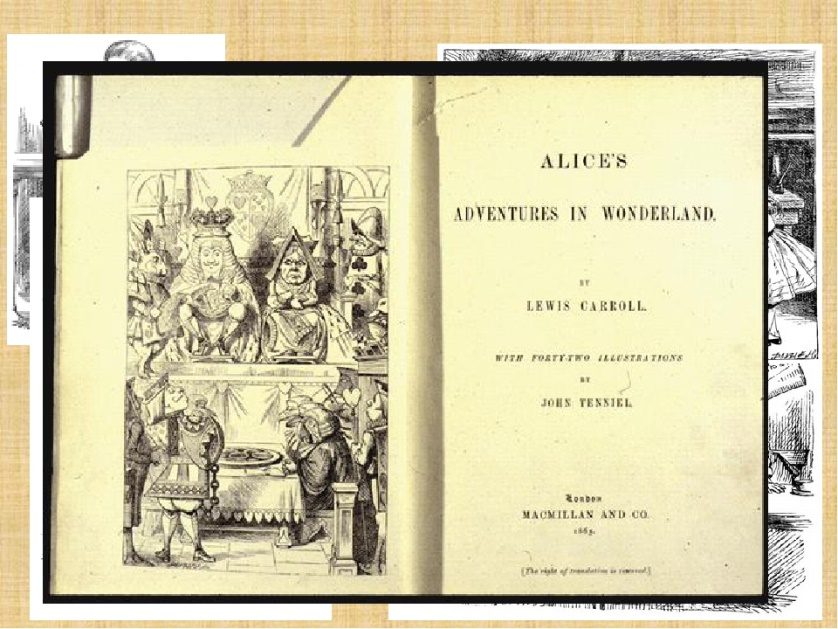 ALICE'S
ADVENTURES IN WONDERLAND.
BY
LEWIS CARROLL.
WITH FORTY-TWO ILLUSTRATIONS
BY
JOHN TENNIEL.
London
MACMILLAN AND CO.
1865.
[The right of translation is reserved.]